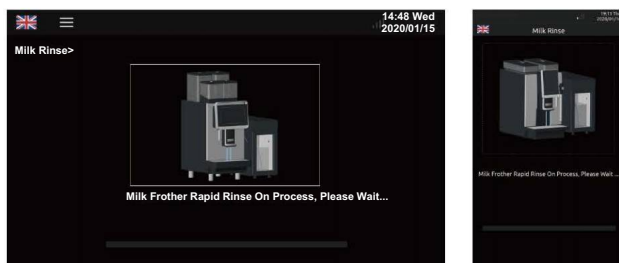 14:48 Wed
2020/01/15
Milk Rinse>
Milk Frother Rapid Rinse On Process, Please Wait...
Milk Rinse
Milk Frother Rapid Rinse On Process, Please Wait ...